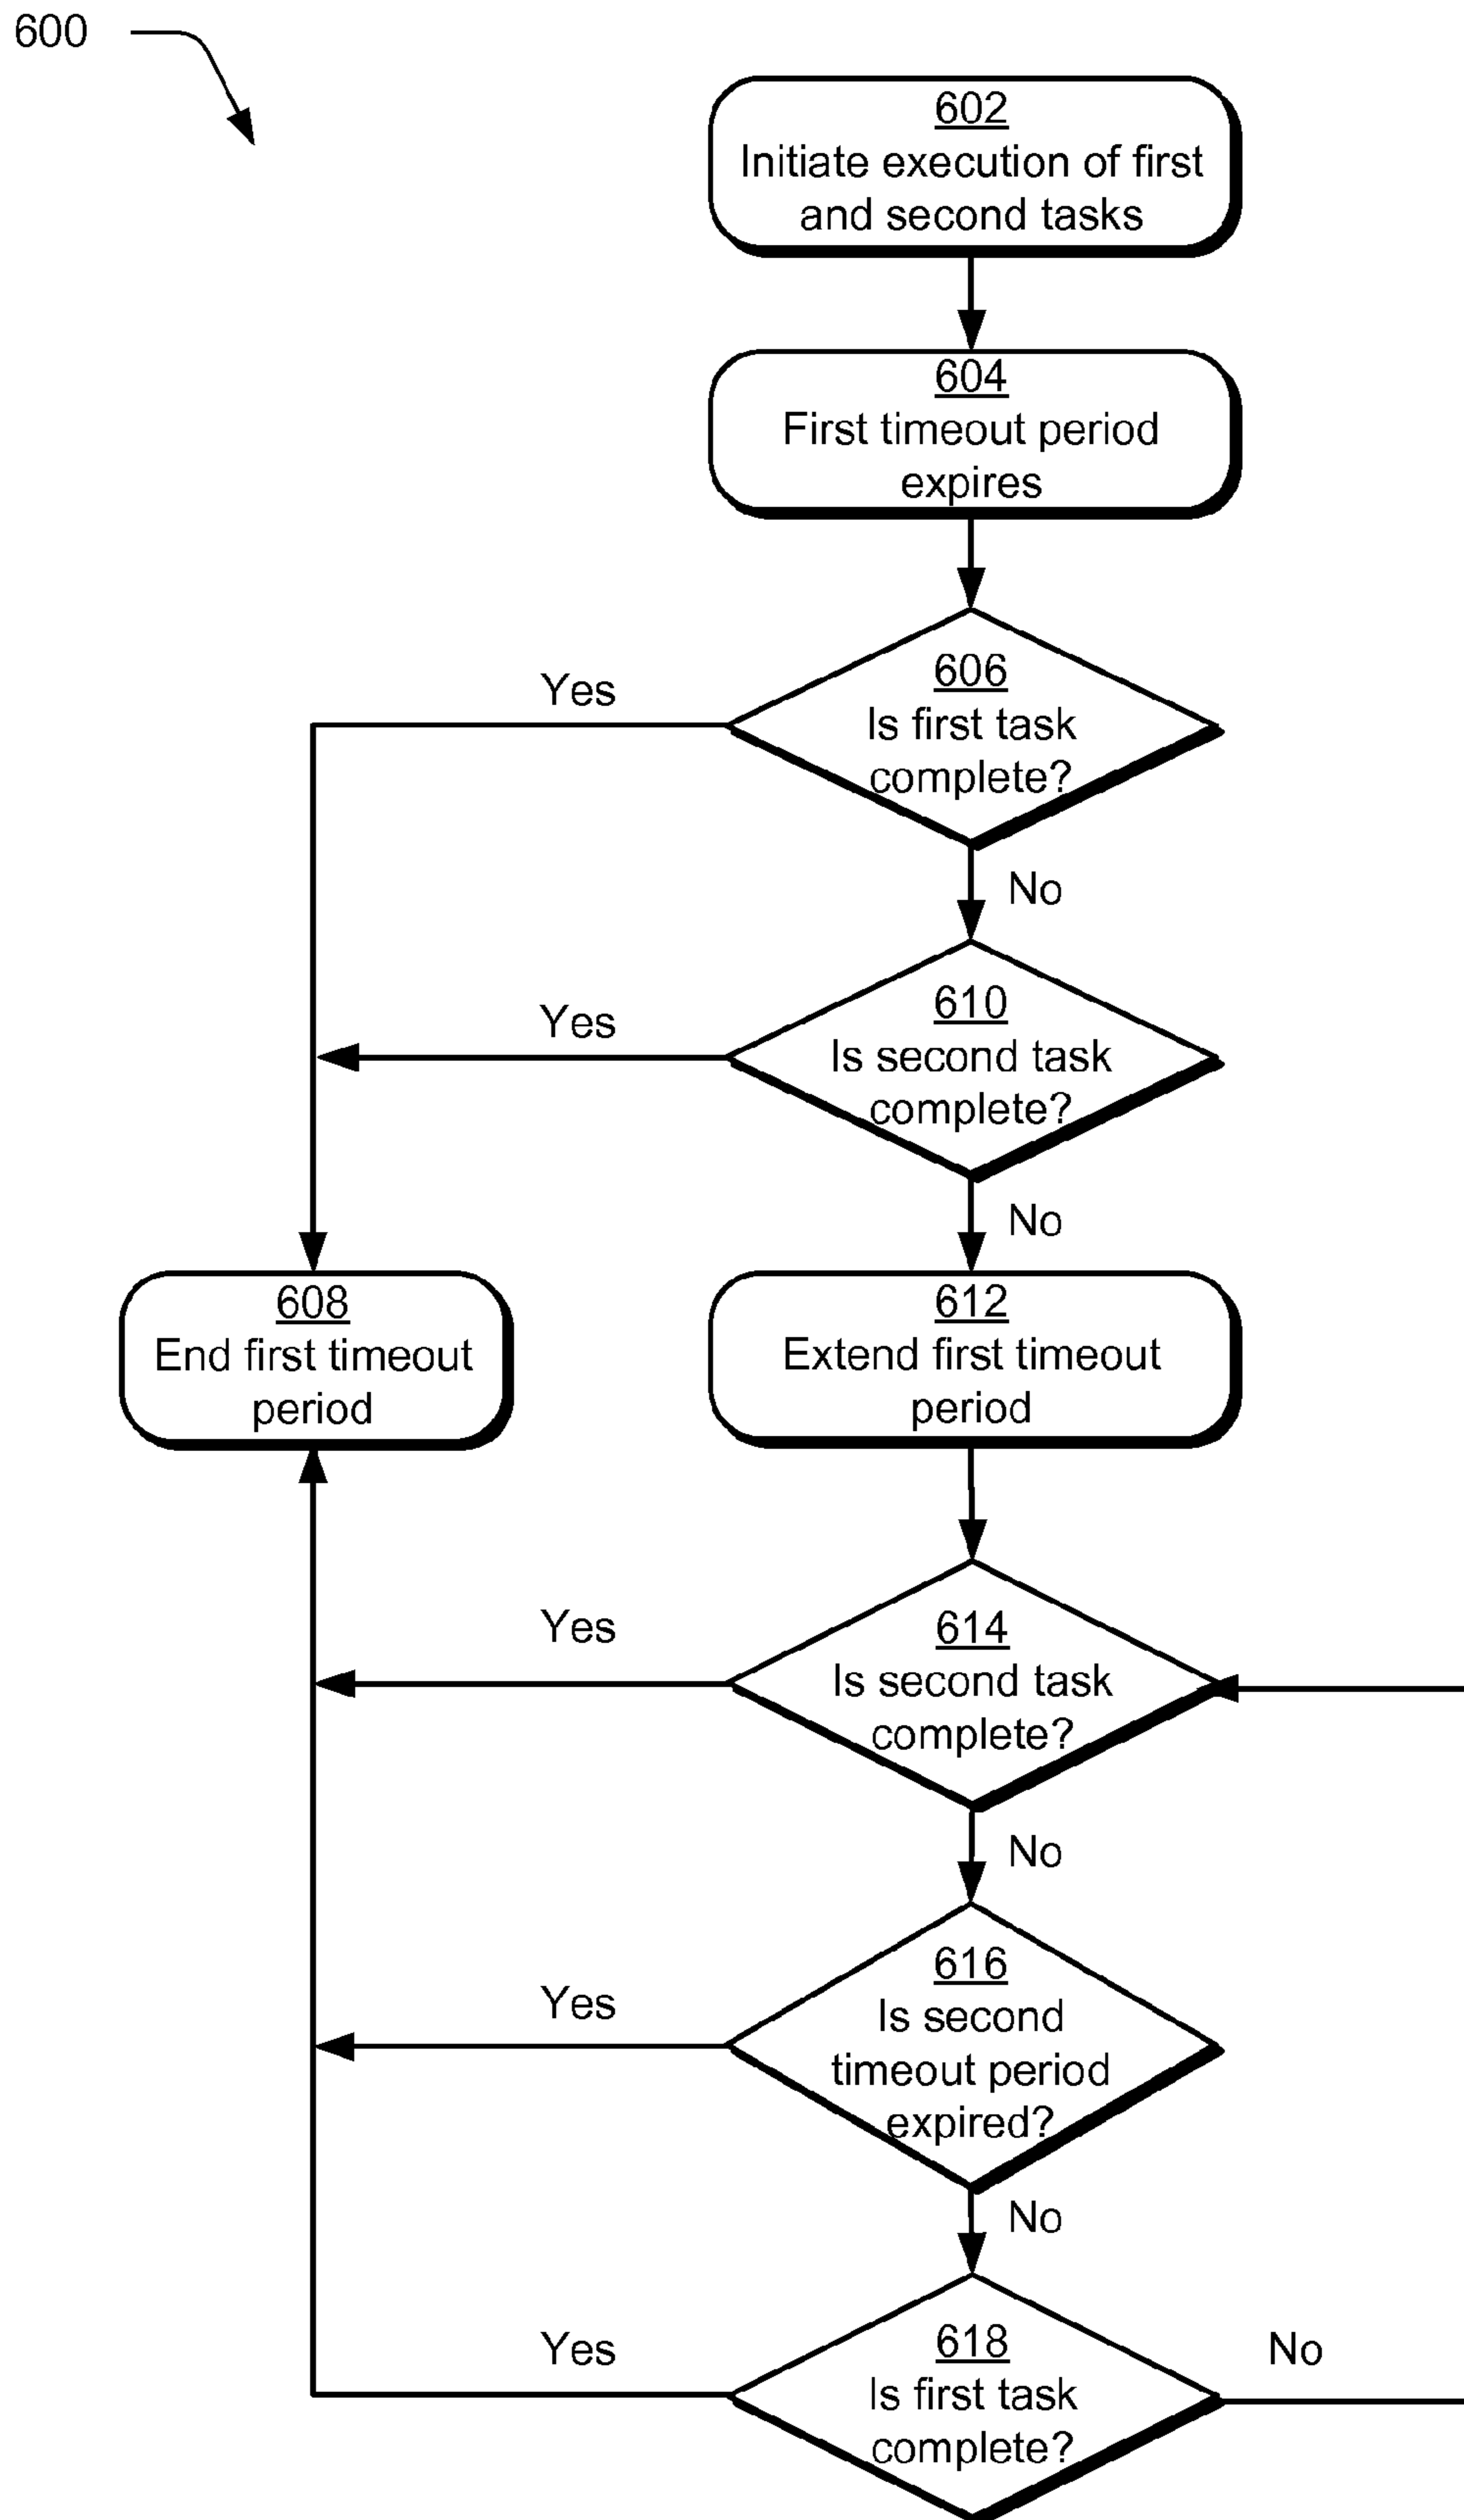 600
602
Initiate execution of first
and second tasks
604
First timeout period
expires
606
Is first task
complete?
Yes
No
610
Is second task
complete?
Yes
No
608
End first timeout
period
612
Extend first timeout
period
614
Is second task
complete?
Yes
No
616
Is second
timeout period
expired?
Yes
No
618
Is first task
complete?
Yes
No